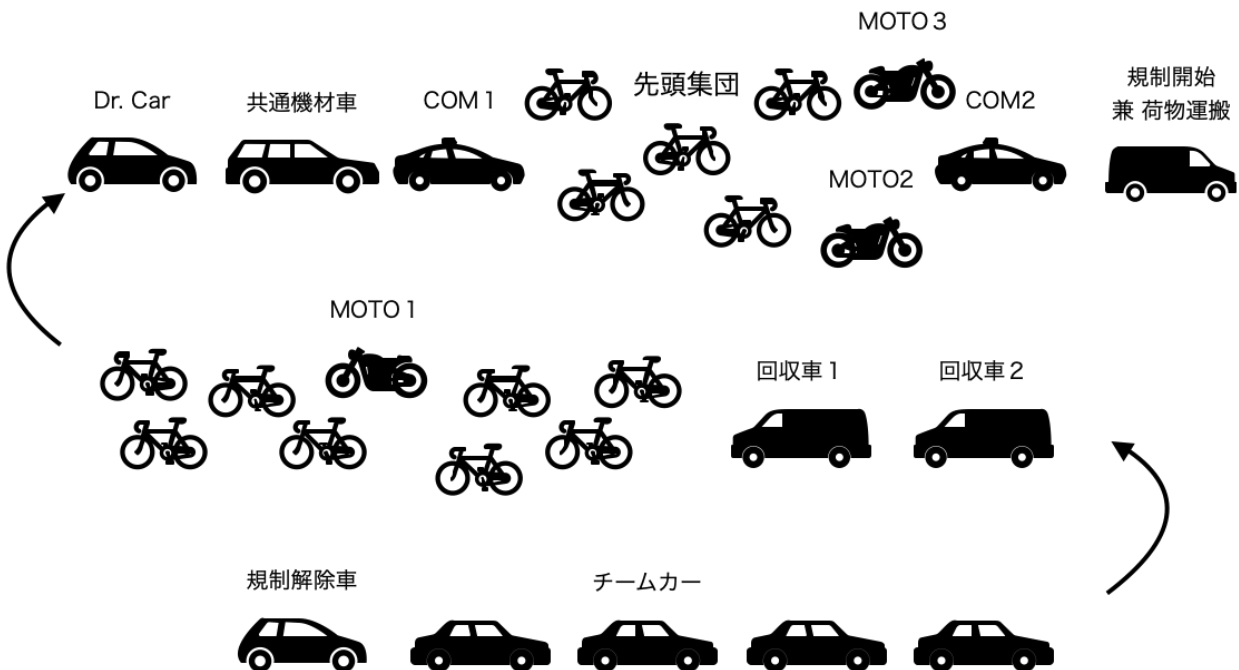 MOTO 3
Dr. Car
共通機材車
COM 1
先頭集団
COM2
規制開始
兼 荷物運搬
MOTO2
MOTO 1
回収車 1
回収車 2
規制解除車
チームカー